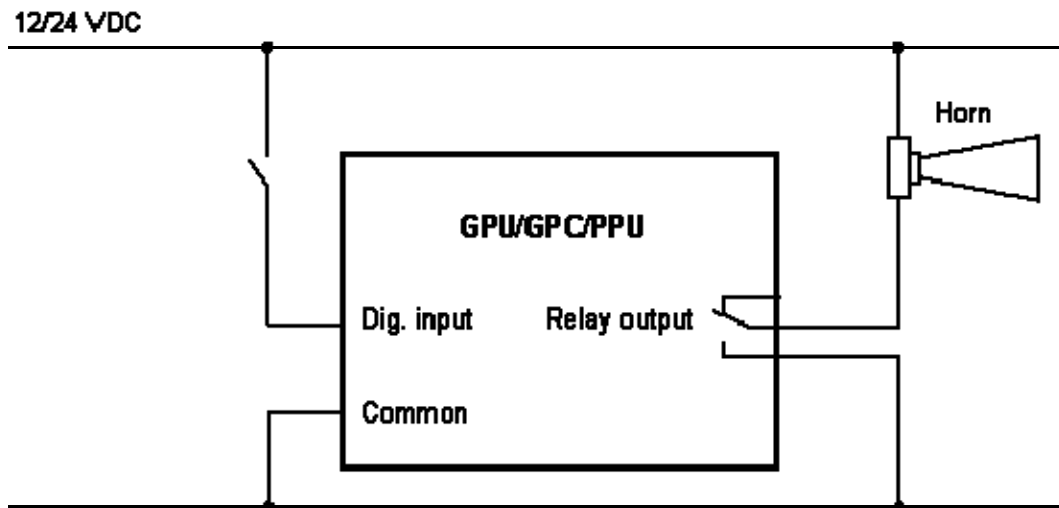 12/24 VDC
Horn
GPU/GPC/PPU
Dig. input
Relay output
Common